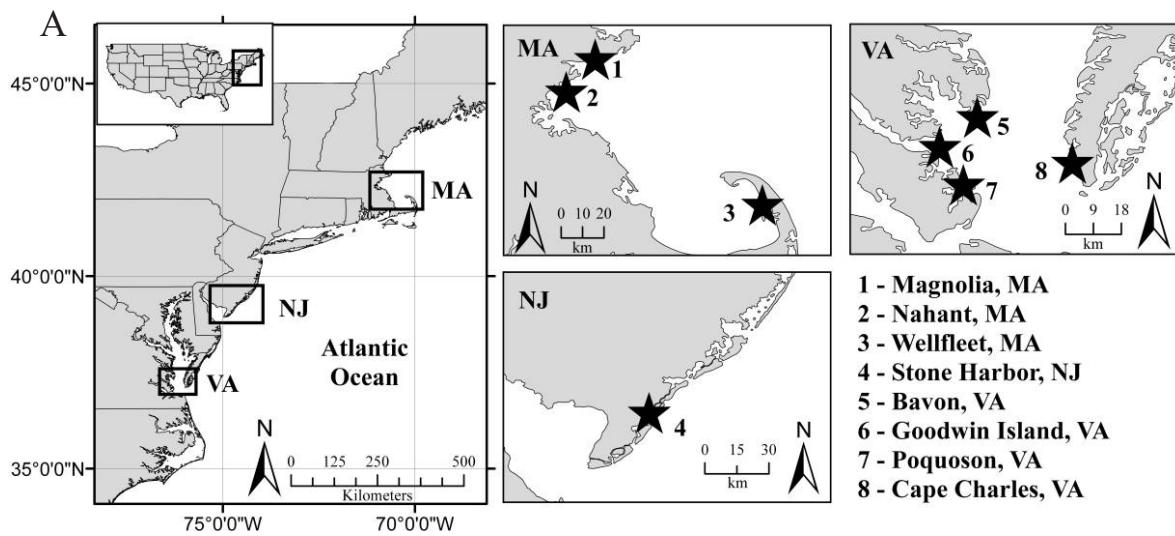 A
45°0'0"N
40°0'0"N
35°0'0"N
75°0'0"W
70°0'0"W
MA
NJ
VA
Atlantic
Ocean
N
0 125 250 500
Kilometers
MA
1
2
3
N
0 10 20
km
NJ
4
N
0 15 30
km
VA
5
6
7
8
N
0 9 18
km
1 - Magnolia, MA
2 - Nahant, MA
3 - Wellfleet, MA
4 - Stone Harbor, NJ
5 - Bavon, VA
6 - Goodwin Island, VA
7 - Poquoson, VA
8 - Cape Charles, VA